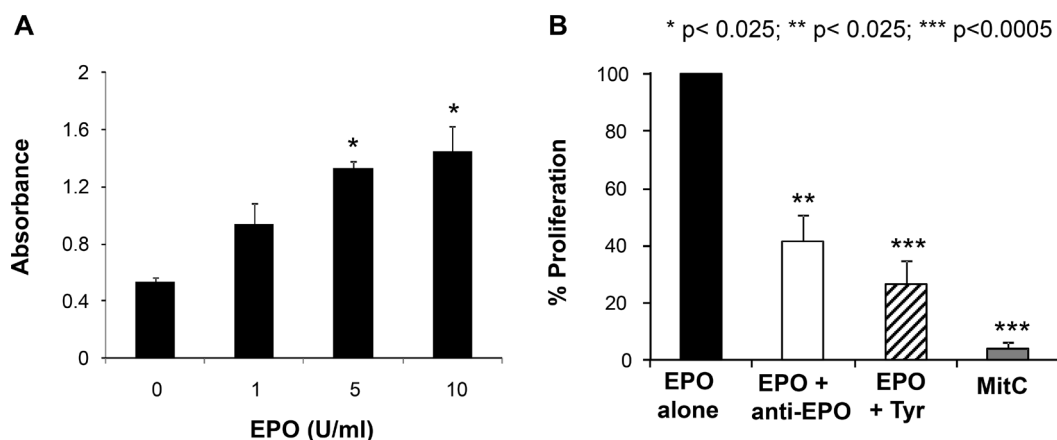 A
Absorbance
2
1.6
1.2
0.8
0.4
0
*
*
0 1 5 10
EPO (U/ml)
B
* p< 0.025; ** p< 0.025; *** p<0.0005
% Proliferation
100
80
60
40
20
0
**
***
***
EPO
alone
EPO +
anti-EPO
EPO
+ Tyr
MitC